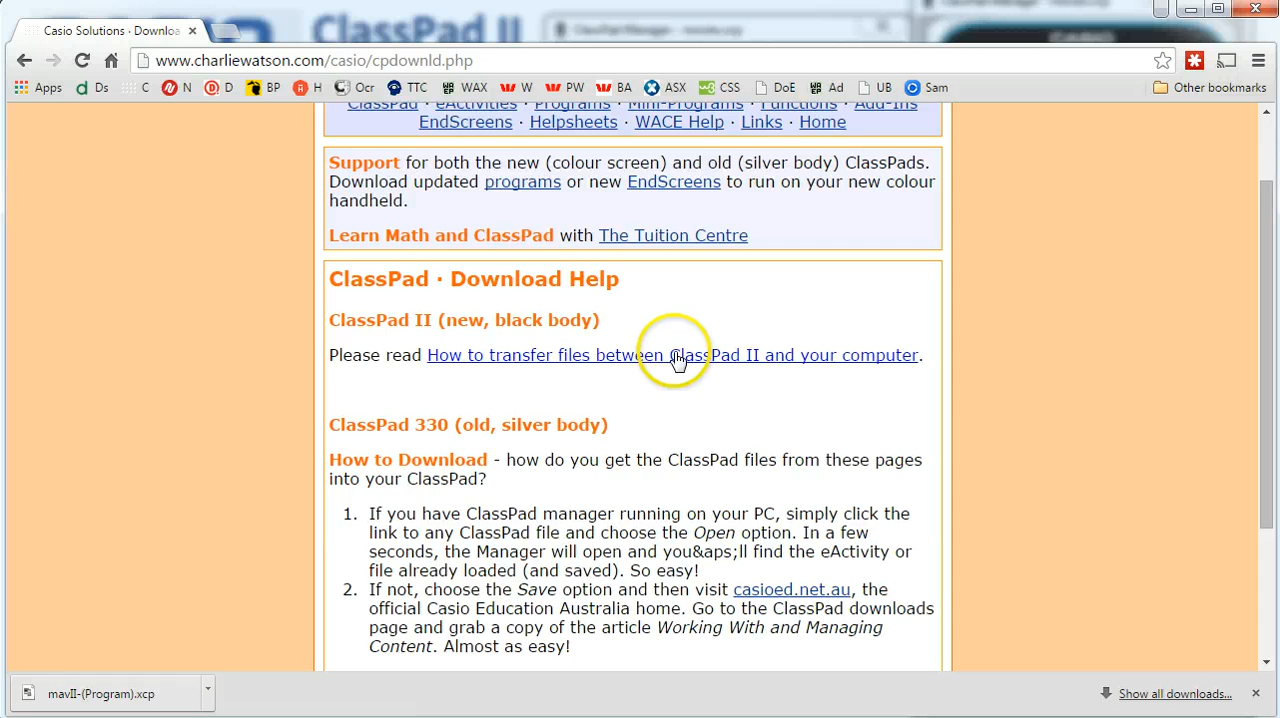 ClassPad II
Casio Solutions - Downloa
www.charliewatson.com/casio/cpdownld.php
Apps Ds C N D BP H Ocr TTC WAX W PW BA ASX CSS DoE Ad UB Sam Other bookmarks
ClassPad · eActivities · Programs · Mini-Programs · Functions · Add-Ins
EndScreens · Helpsheets · WACE Help · Links · Home
Support for both the new (colour screen) and old (silver body) ClassPads.
Download updated programs or new EndScreens to run on your new colour
handheld.
Learn Math and ClassPad with The Tuition Centre
ClassPad · Download Help
ClassPad II (new, black body)
Please read How to transfer files between ClassPad II and your computer.
ClassPad 330 (old, silver body)
How to Download - how do you get the ClassPad files from these pages
into your ClassPad?
1. If you have ClassPad manager running on your PC, simply click the
link to any ClassPad file and choose the Open option. In a few
seconds, the Manager will open and you&aps;ll find the eActivity or
file already loaded (and saved). So easy!
2. If not, choose the Save option and then visit casioed.net.au, the
official Casio Education Australia home. Go to the ClassPad downloads
page and grab a copy of the article Working With and Managing
Content. Almost as easy!
mavII-(Program).xcp
Show all downloads...